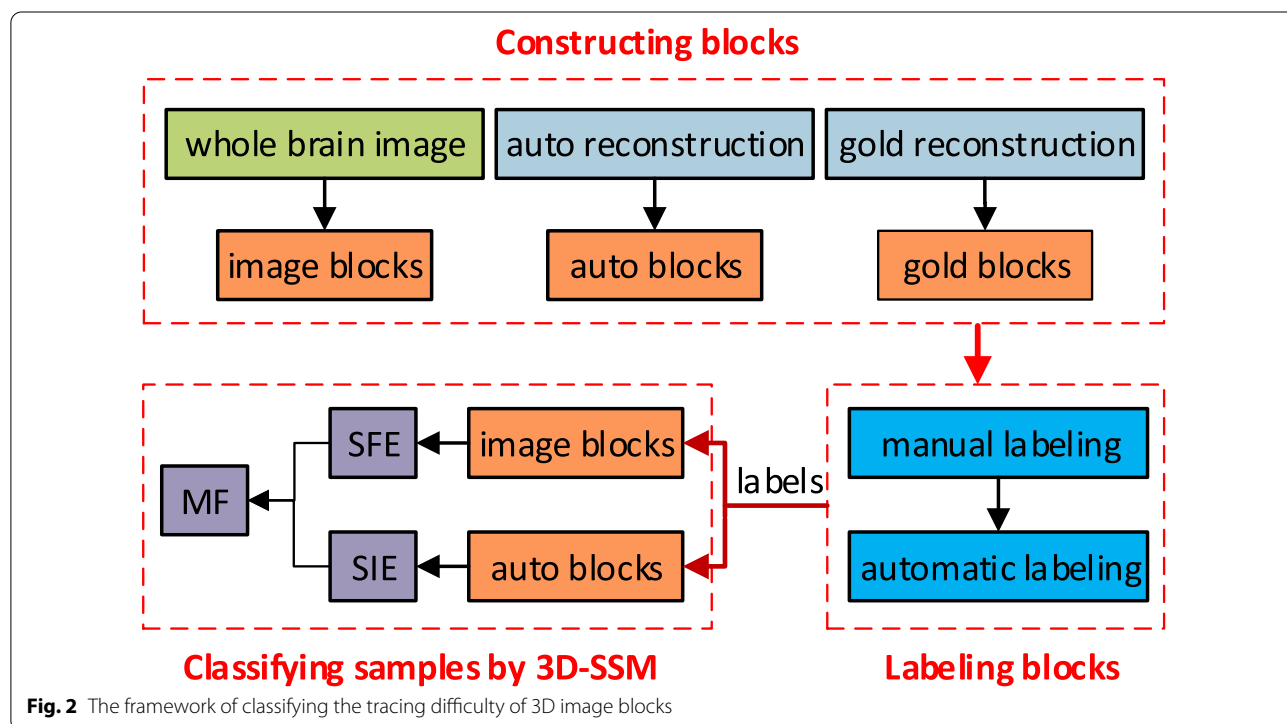 Constructing blocks
whole brain image
auto reconstruction
gold reconstruction
image blocks
auto blocks
gold blocks
SFE
image blocks
manual labeling
MF
labels
SIE
auto blocks
automatic labeling
Classifying samples by 3D-SSM
Labeling blocks
Fig. 2 The framework of classifying the tracing difficulty of 3D image blocks